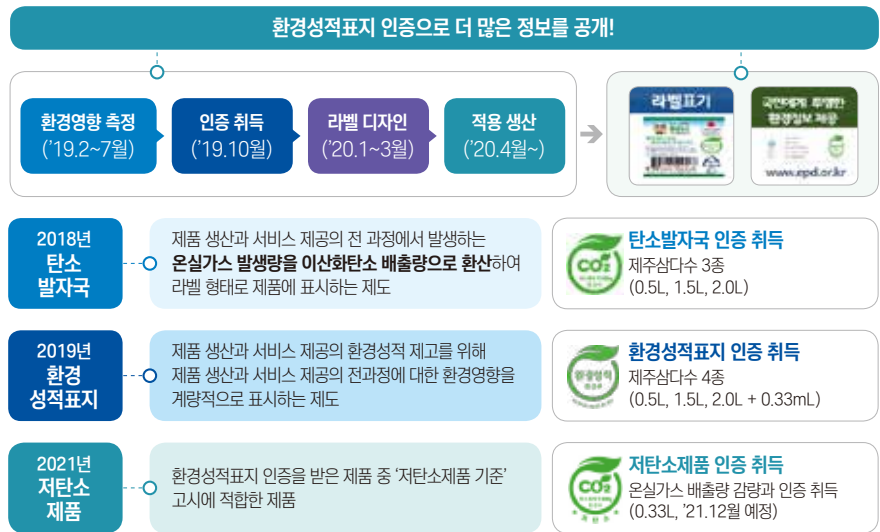 환경성적표지 인증으로 더 많은 정보를 공개!
환경영향 측정
('19.2~7월)
인증 취득
('19.10월)
라벨 디자인
('20.1~3월)
적용 생산
('20.4월~)
라벨표기
국민에게 투명한
환경정보 제공
www.epd.or.kr
2018년
탄소
발자국
제품 생산과 서비스 제공의 전 과정에서 발생하는
온실가스 발생량을 이산화탄소 배출량으로 환산하여
라벨 형태로 제품에 표시하는 제도
CO2
탄소발자국 인증 취득
제주삼다수 3종
(0.5L, 1.5L, 2.0L)
2019년
환경
성적표지
제품 생산과 서비스 제공의 환경성적 제고를 위해
제품 생산과 서비스 제공의 전과정에 대한 환경영향을
계량적으로 표시하는 제도
환경성적
환경성적표지 인증 취득
제주삼다수 4종
(0.5L, 1.5L, 2.0L + 0.33mL)
2021년
저탄소
제품
환경성적표지 인증을 받은 제품 중 '저탄소제품 기준'
고시에 적합한 제품
CO2
저탄소제품 인증 취득
온실가스 배출량 감량과 인증 취득
(0.33L, '21.12월 예정)